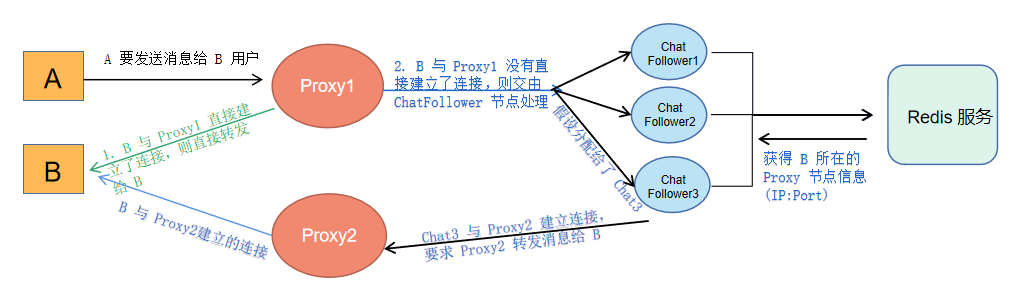 A
A 要发送消息给 B 用户
Proxy1
2. B 与 Proxy1 没有直
接建立了连接,则交由
ChatFollower 节点处理
Chat
Follower1
Chat
Follower2
Chat
Follower3
假设分配给了 Chat3
Redis 服务
获得 B 所在的
Proxy 节点信息
(IP:Port)
1. B 与 Proxy1 直接建
立了连接,则直接转发
给 B
B
B 与 Proxy2建立的连接
Proxy2
Chat3 与 Proxy2 建立连接,
要求 Proxy2 转发消息给 B